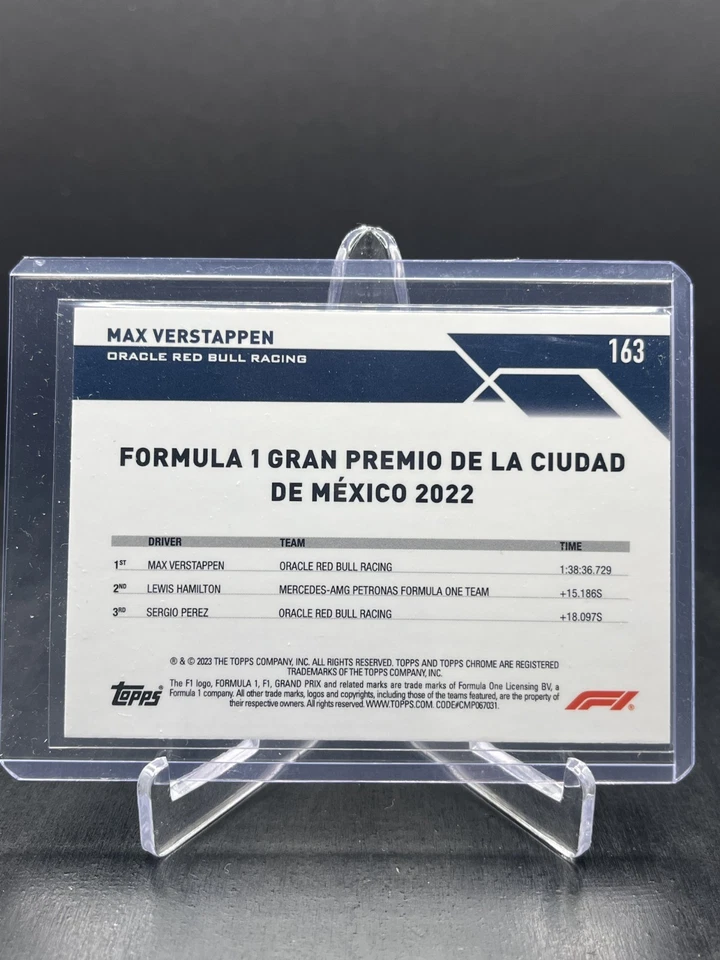 MAX VERSTAPPEN
ORACLE RED BULL RACING
163
FORMULA 1 GRAN PREMIO DE LA CIUDAD
DE MÉXICO 2022
DRIVER TEAM TIME
1ST MAX VERSTAPPEN ORACLE RED BULL RACING 1:38:36.729
2ND LEWIS HAMILTON MERCEDES-AMG PETRONAS FORMULA ONE TEAM +15.186S
3RD SERGIO PEREZ ORACLE RED BULL RACING +18.097S
® & © 2023 THE TOPPS COMPANY, INC. ALL RIGHTS RESERVED. TOPPS AND TOPPS CHROME ARE REGISTERED
TRADEMARKS OF THE TOPPS COMPANY, INC.
The F1 logo, FORMULA 1, F1, GRAND PRIX and related marks are trade marks of Formula One Licensing BV, a
Formula 1 company. All other trade marks, logos and copyrights, including those of the teams featured, are the property of
their respective owners. All rights reserved. WWW.TOPPS.COM. CODE#CMP067031.
topps®
F1®